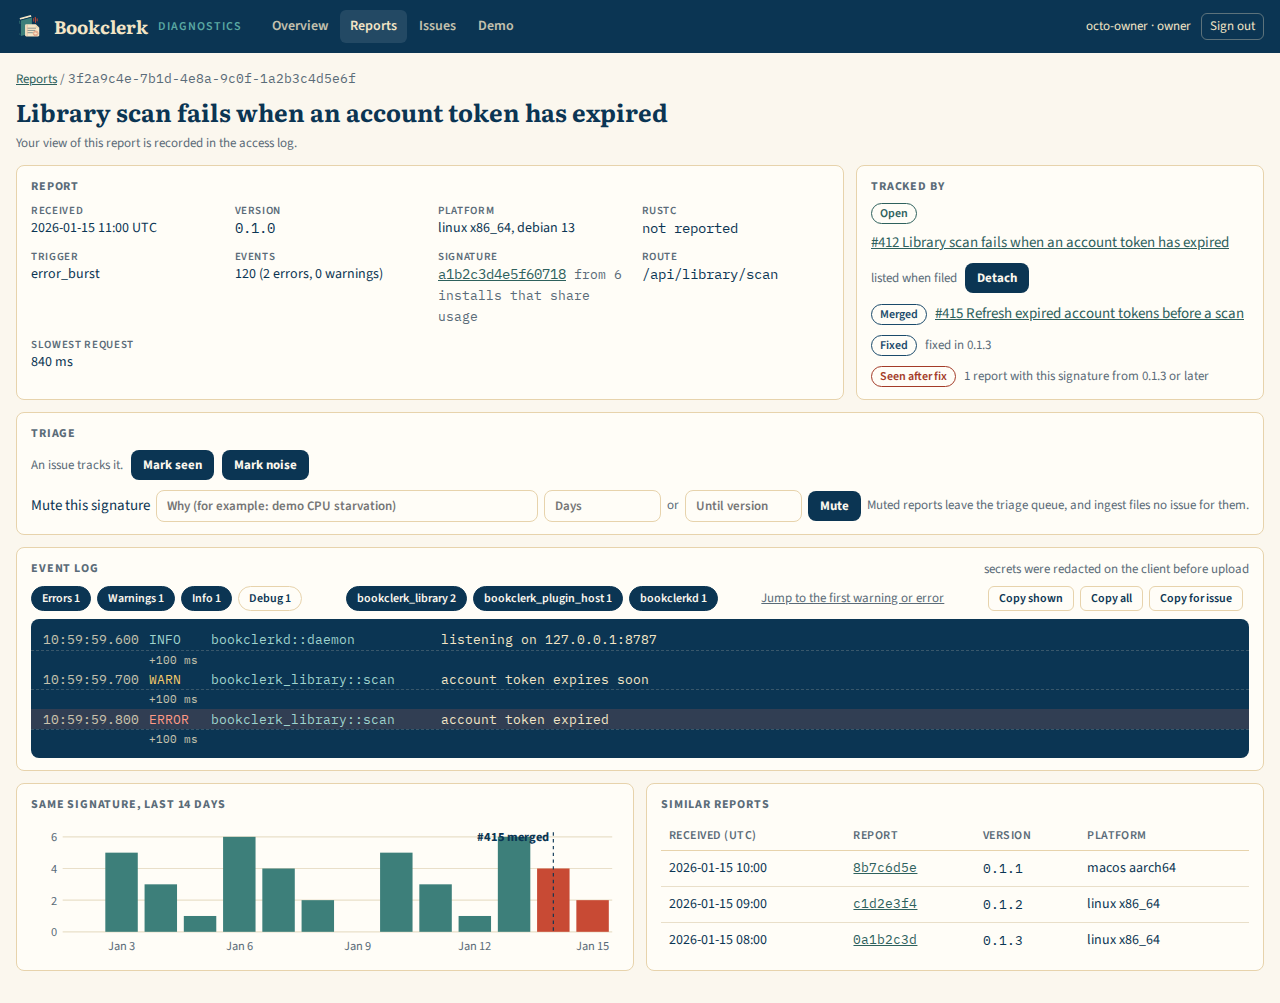 Bookclerk DIAGNOSTICS Overview Reports Issues Demo octo-owner · owner Sign out
Reports / 3f2a9c4e-7b1d-4e8a-9c0f-1a2b3c4d5e6f
Library scan fails when an account token has expired
Your view of this report is recorded in the access log.
REPORT
RECEIVED VERSION PLATFORM RUSTC
2026-01-15 11:00 UTC 0.1.0 linux x86_64, debian 13 not reported
TRIGGER EVENTS SIGNATURE ROUTE
error_burst 120 (2 errors, 0 warnings) a1b2c3d4e5f60718 from 6 /api/library/scan
installs that share
usage
SLOWEST REQUEST
840 ms
TRACKED BY
Open
#412 Library scan fails when an account token has expired
listed when filed Detach
Merged #415 Refresh expired account tokens before a scan
Fixed fixed in 0.1.3
Seen after fix 1 report with this signature from 0.1.3 or later
TRIAGE
An issue tracks it. Mark seen Mark noise
Mute this signature Why (for example: demo CPU starvation) Days or Until version Mute Muted reports leave the triage queue, and ingest files no issue for them.
EVENT LOG secrets were redacted on the client before upload
Errors 1 Warnings 1 Info 1 Debug 1 bookclerk_library 2 bookclerk_plugin_host 1 bookclerkd 1 Jump to the first warning or error Copy shown Copy all Copy for issue
10:59:59.600 INFO bookclerkd::daemon listening on 127.0.0.1:8787
+100 ms
10:59:59.700 WARN bookclerk_library::scan account token expires soon
+100 ms
10:59:59.800 ERROR bookclerk_library::scan account token expired
+100 ms
SAME SIGNATURE, LAST 14 DAYS
#415 merged
6
4
2
0
Jan 3 Jan 6 Jan 9 Jan 12 Jan 15
SIMILAR REPORTS
RECEIVED (UTC) REPORT VERSION PLATFORM
2026-01-15 10:00 8b7c6d5e 0.1.1 macos aarch64
2026-01-15 09:00 c1d2e3f4 0.1.2 linux x86_64
2026-01-15 08:00 0a1b2c3d 0.1.3 linux x86_64